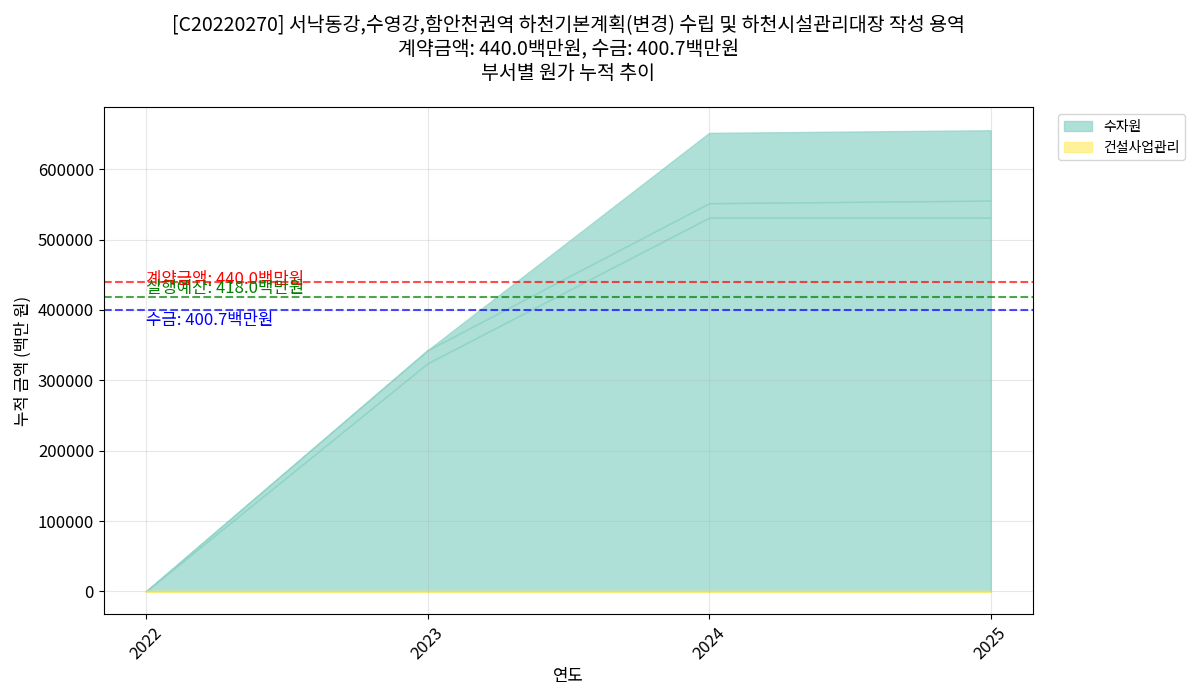 [C20220270] 서낙동강,수영강,함안천권역 하천기본계획(변경) 수립 및 하천시설관리대장 작성 용역
계약금액: 440.0백만원, 수금: 400.7백만원
부서별 원가 누적 추이
수자원
건설사업관리
누적 금액 (백만 원)
600000
500000
400000
300000
200000
100000
0
계약금액: 440.0백만원
실행예산: 418.0백만원
수금: 400.7백만원
2022
2023
2024
2025
연도